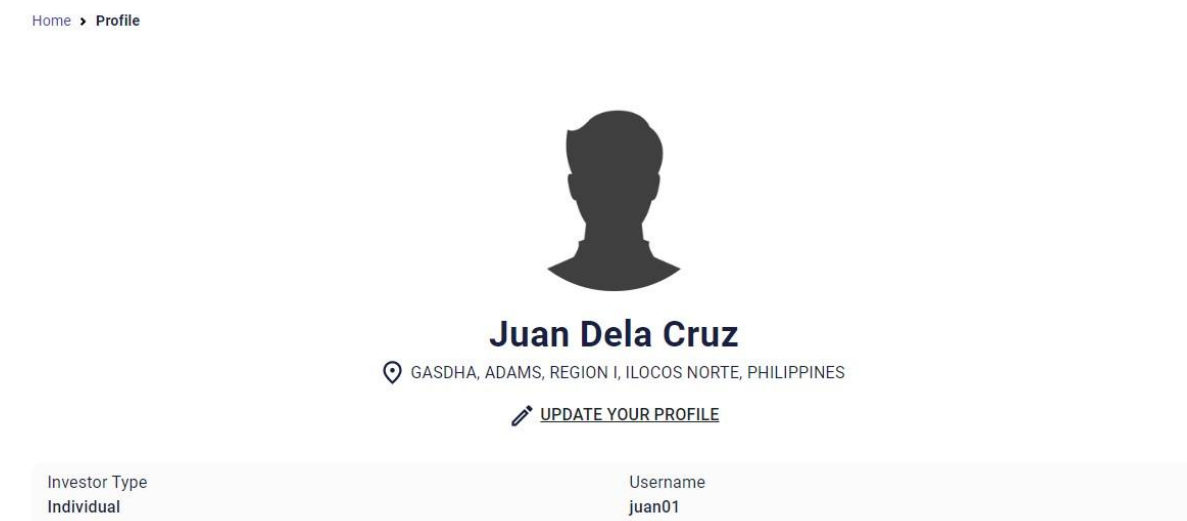 Home > Profile
Juan Dela Cruz
GASDHA, ADAMS, REGION I, ILOCOS NORTE, PHILIPPINES
UPDATE YOUR PROFILE
Investor Type Username
Individual juan01